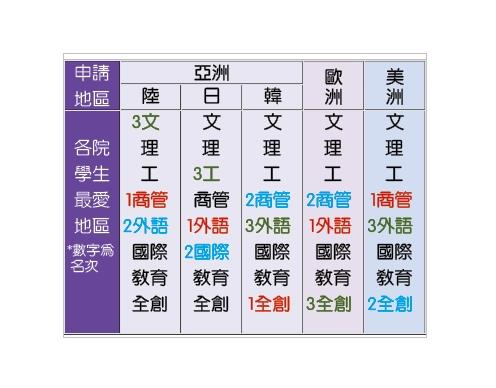 申請 亞洲 歐 美
地區 陸 日 韓 洲 洲
3文 文 文 文 文
各院 理 理 理 理 理
學生 工 3工 工 工 工
最愛 1商管 商管 2商管 2商管 1商管
地區 2外語 1外語 3外語 1外語 3外語
*數字為 國際 2國際 國際 國際 國際
名次 教育 教育 教育 教育 教育
全創 全創 1全創 3全創 2全創